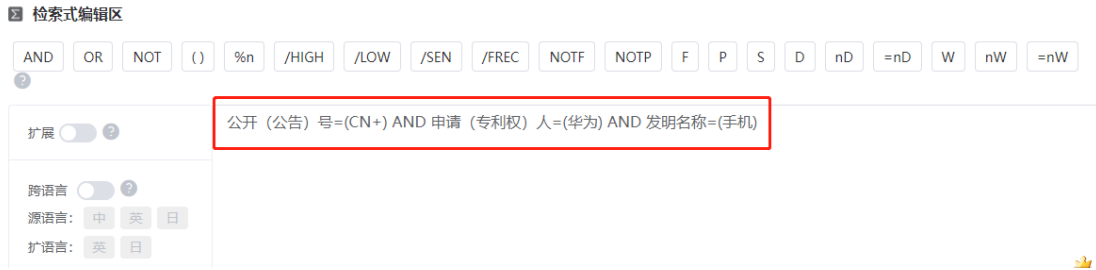 检索式编辑区
AND OR NOT ( ) %n /HIGH /LOW /SEN /FREC NOTF NOTP F P S D nD =nD W nW =nW
?
扩展 ?
公开（公告）号=(CN+) AND 申请（专利权）人=(华为) AND 发明名称=(手机)
跨语言 ?
源语言： 中 英 日
扩语言： 英 日